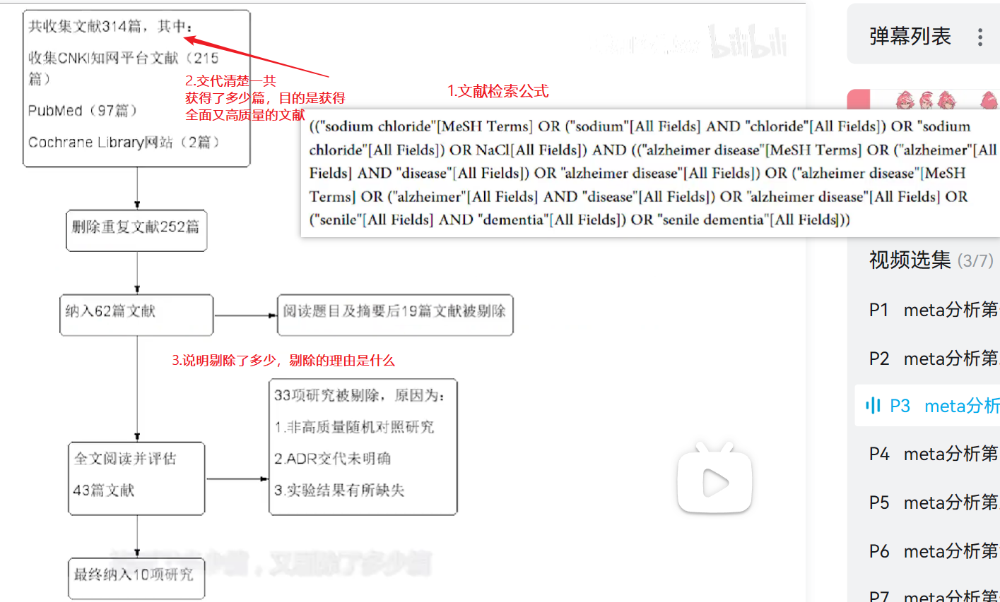 共收集文献314篇，其中：
收集CNKI知网平台文献（215
篇）
PubMed（97篇）
Cochrane Library网站（2篇）
2.交代清楚一共
获得了多少篇，目的是获得
全面又高质量的文献
1.文献检索公式
(("sodium chloride"[MeSH Terms] OR ("sodium"[All Fields] AND "chloride"[All Fields]) OR "sodium
chloride"[All Fields]) OR NaCl[All Fields]) AND (("alzheimer disease"[MeSH Terms] OR ("alzheimer"[All
Fields] AND "disease"[All Fields]) OR "alzheimer disease"[All Fields]) OR ("alzheimer disease"[MeSH
Terms] OR ("alzheimer"[All Fields] AND "disease"[All Fields]) OR "alzheimer disease"[All Fields] OR
("senile"[All Fields] AND "dementia"[All Fields]) OR "senile dementia"[All Fields]))
删除重复文献252篇
纳入62篇文献
阅读题目及摘要后19篇文献被剔除
3.说明剔除了多少，剔除的理由是什么
33项研究被剔除，原因为：
1.非高质量随机对照研究
2.ADR交代未明确
3.实验结果有所缺失
全文阅读并评估
43篇文献
最终纳入10项研究
bilibili
弹幕列表
视频选集 (3/7)
P1 meta分析第
P2 meta分析第
P3 meta分析
P4 meta分析第
P5 meta分析第
P6 meta分析第
P7 meta分析第